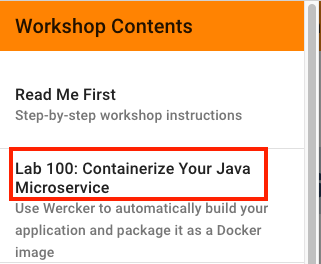 Workshop Contents
Read Me First
Step-by-step workshop instructions
Lab 100: Containerize Your Java
Microservice
Use Wercker to automatically build your
application and package it as a Docker
image